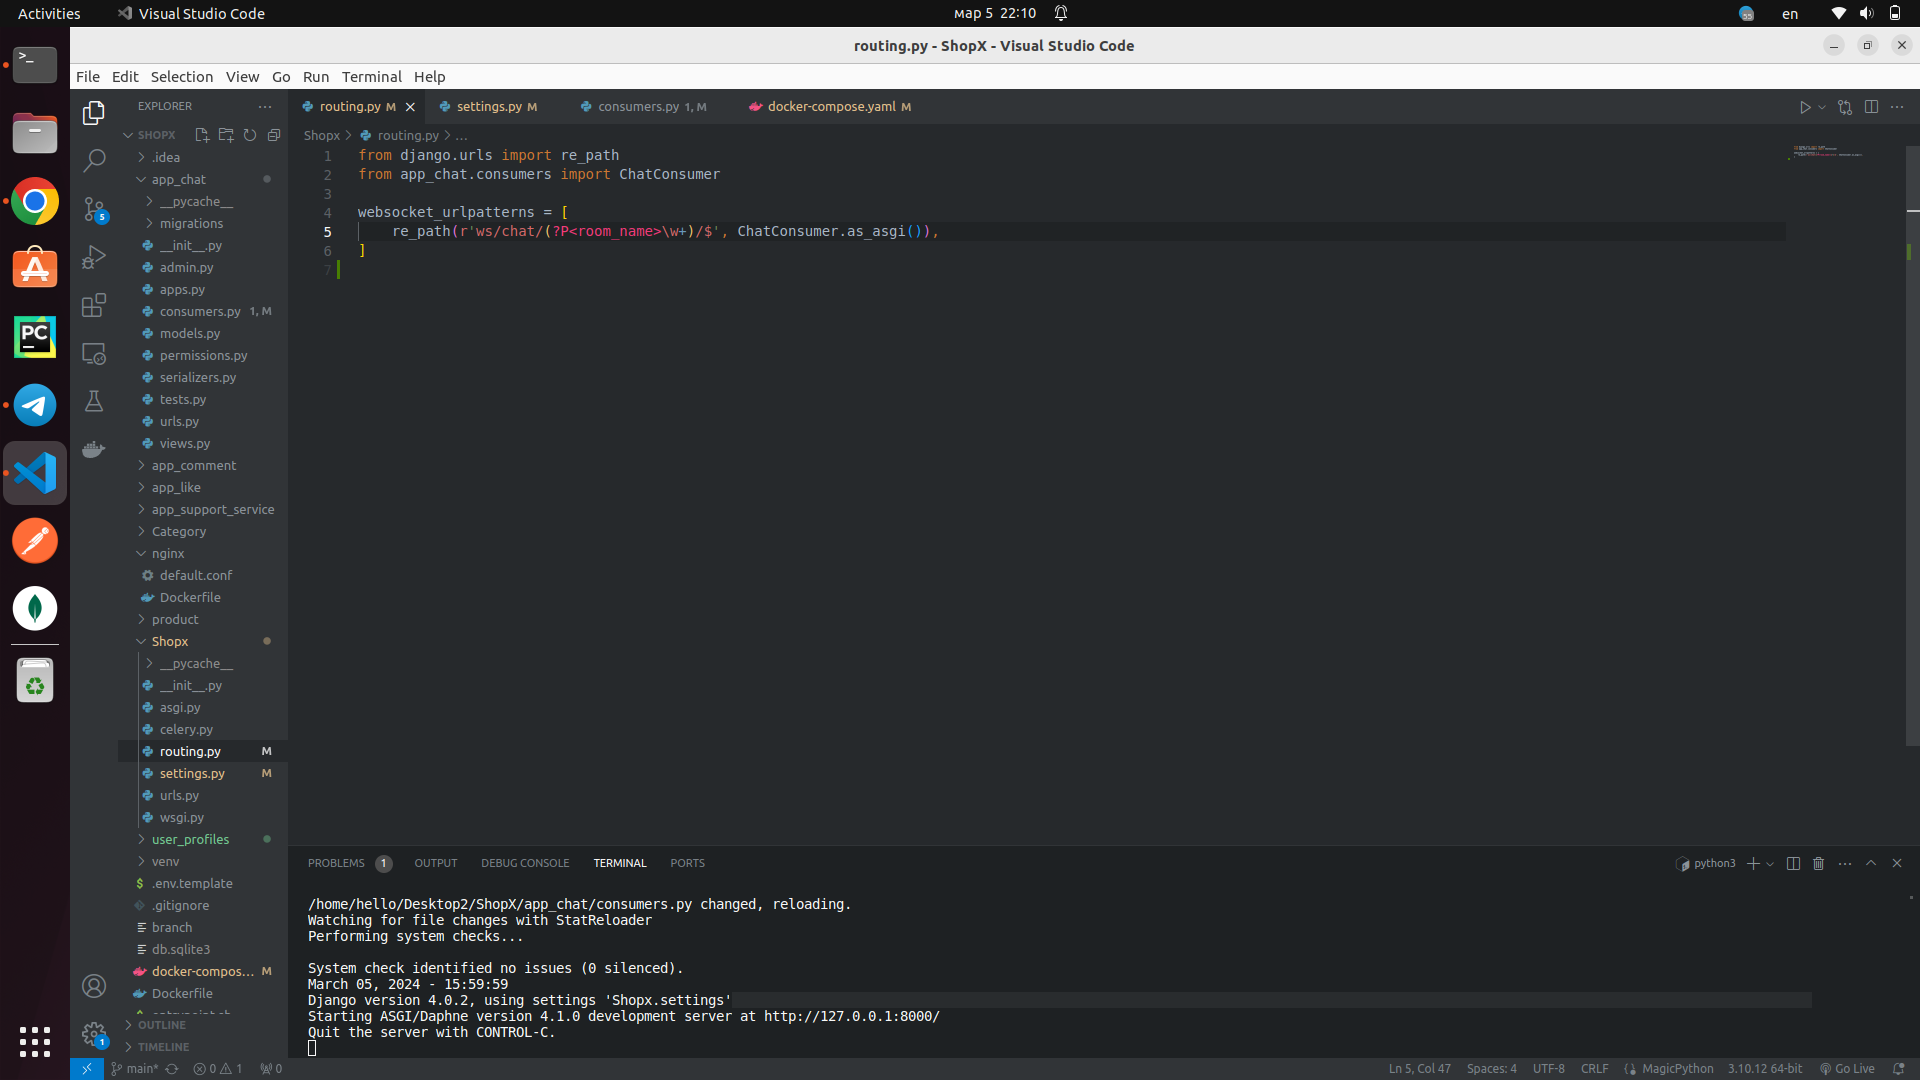 Activities
Visual Studio Code
мар 5 22:10
en
routing.py - ShopX - Visual Studio Code
File Edit Selection View Go Run Terminal Help
EXPLORER
routing.py M
settings.py M
consumers.py 1, M
docker-compose.yaml M
SHOPX
Shopx > routing.py > ...
.idea
app_chat
__pycache__
migrations
__init__.py
admin.py
apps.py
consumers.py 1, M
models.py
permissions.py
serializers.py
tests.py
urls.py
views.py
app_comment
app_like
app_support_service
Category
nginx
default.conf
Dockerfile
product
Shopx
__pycache__
__init__.py
asgi.py
celery.py
routing.py M
settings.py M
urls.py
wsgi.py
user_profiles
venv
.env.template
.gitignore
branch
db.sqlite3
docker-compos... M
Dockerfile
OUTLINE
TIMELINE
5
1
PC
1 from django.urls import re_path
2 from app_chat.consumers import ChatConsumer
3
4 websocket_urlpatterns = [
5 re_path(r'ws/chat/(?P<room_name>\w+)/$', ChatConsumer.as_asgi()),
6 ]
7
PROBLEMS 1 OUTPUT DEBUG CONSOLE TERMINAL PORTS
python3
/home/hello/Desktop2/ShopX/app_chat/consumers.py changed, reloading.
Watching for file changes with StatReloader
Performing system checks...
System check identified no issues (0 silenced).
March 05, 2024 - 15:59:59
Django version 4.0.2, using settings 'Shopx.settings'
Starting ASGI/Daphne version 4.1.0 development server at http://127.0.0.1:8000/
Quit the server with CONTROL-C.
main* 0 1 0
Ln 5, Col 47 Spaces: 4 UTF-8 CRLF MagicPython 3.10.12 64-bit Go Live